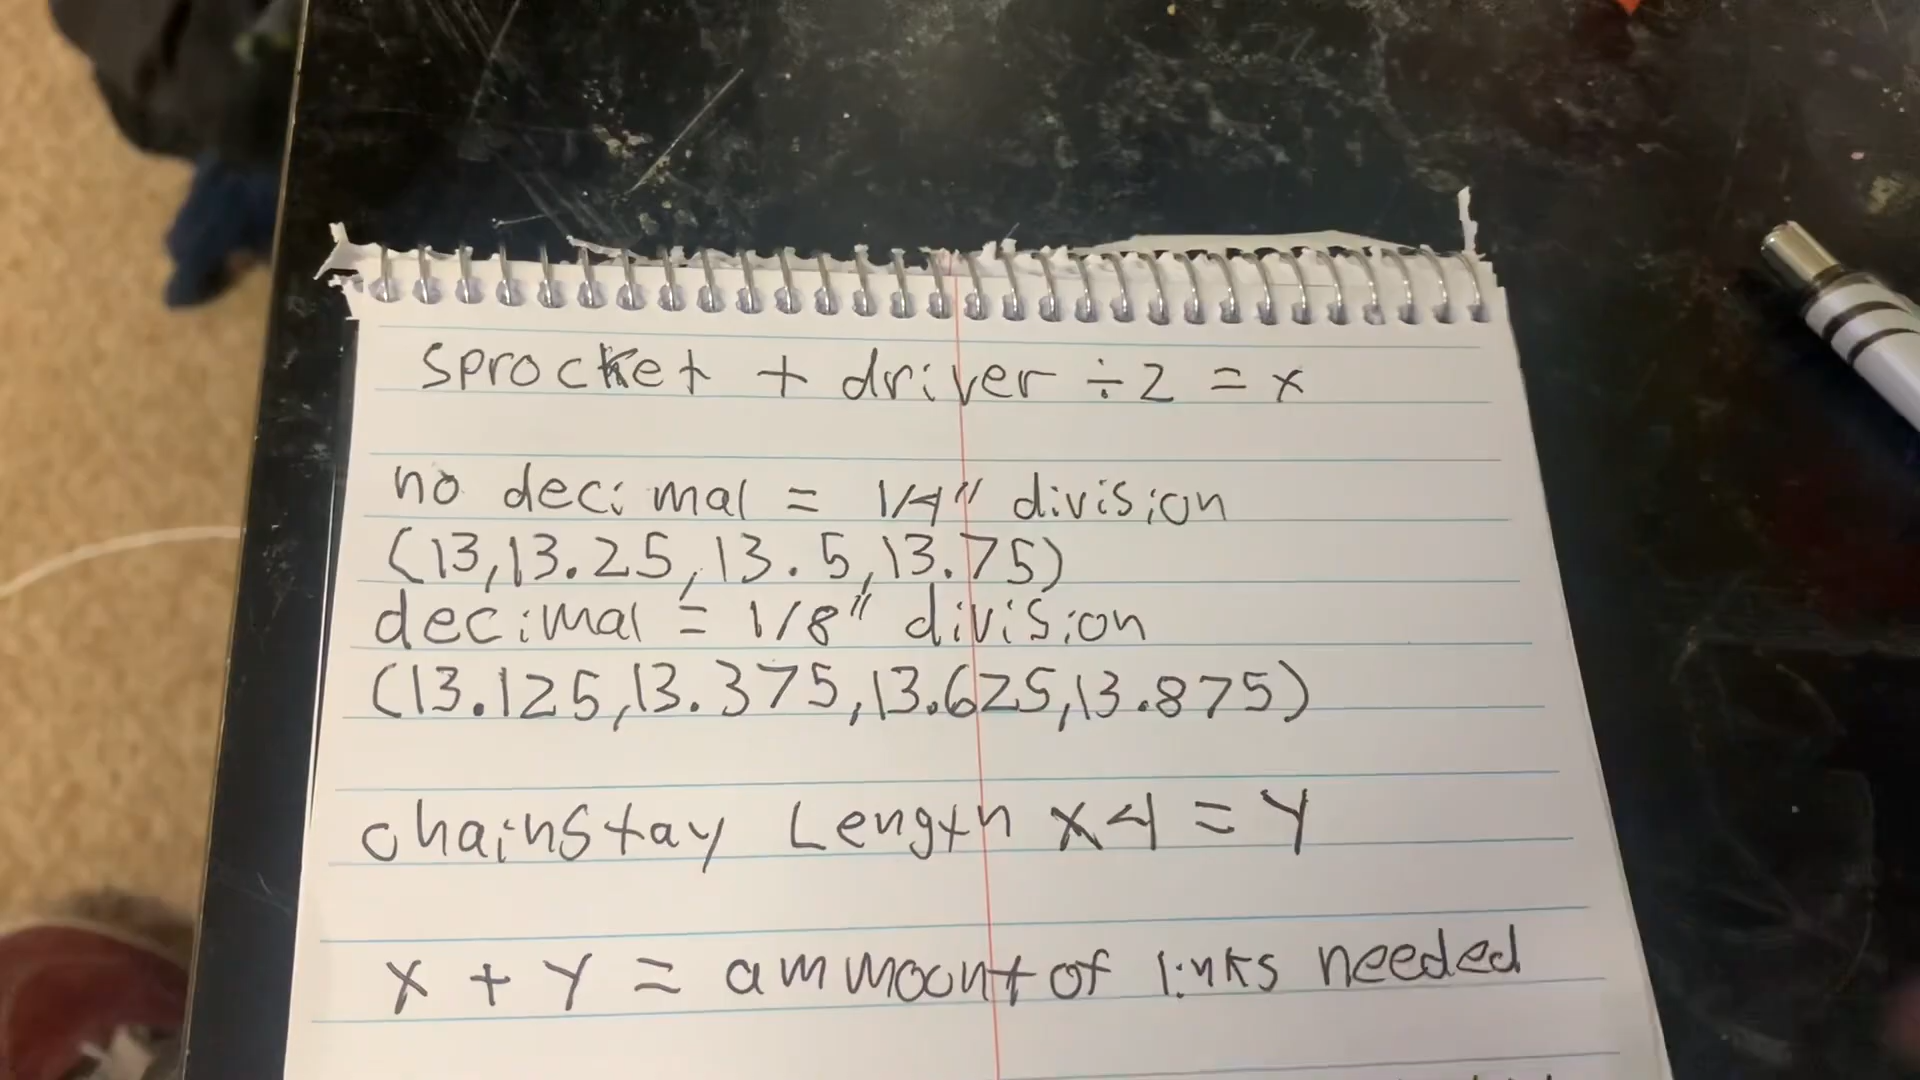 sprocket + driver ÷2 = x
no decimal = 1/4" division
(13,13.25,13.5,13.75)
decimal = 1/8" division
(13.125,13.375,13.625,13.875)
chainstay Length x4 = Y
x + y = ammount of links needed